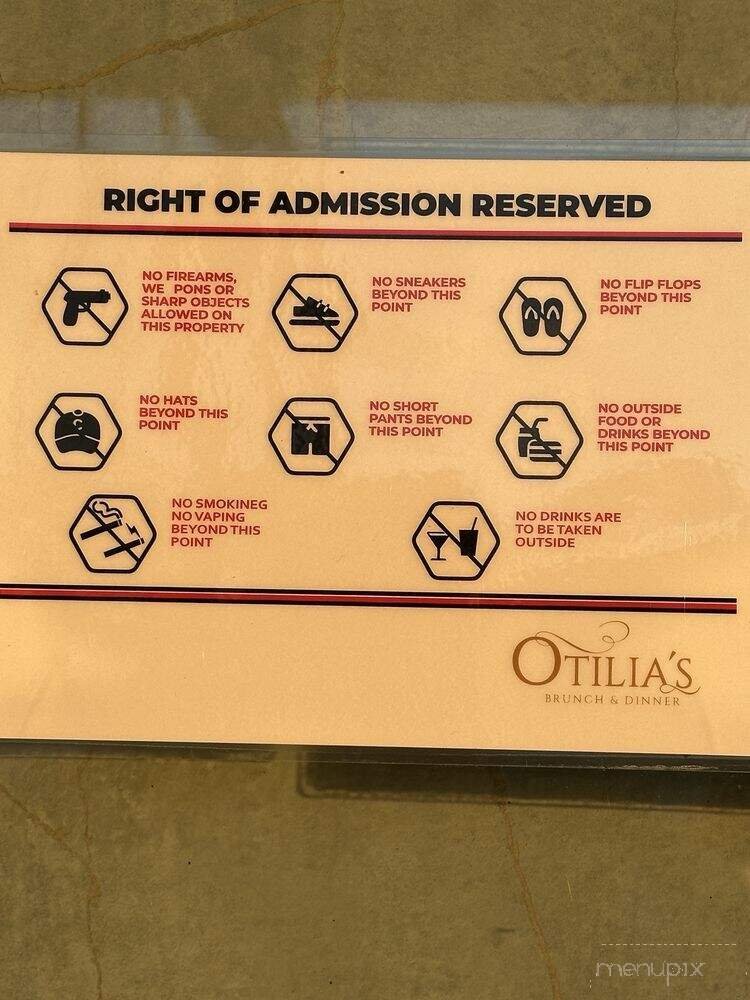 RIGHT OF ADMISSION RESERVED
NO FIREARMS,
WE PONS OR
SHARP OBJECTS
ALLOWED ON
THIS PROPERTY
NO SNEAKERS
BEYOND THIS
POINT
NO FLIP FLOPS
BEYOND THIS
POINT
NO HATS
BEYOND THIS
POINT
NO SHORT
PANTS BEYOND
THIS POINT
NO OUTSIDE
FOOD OR
DRINKS BEYOND
THIS POINT
NO SMOKINEG
NO VAPING
BEYOND THIS
POINT
NO DRINKS ARE
TO BE TAKEN
OUTSIDE
OTILIA'S
BRUNCH & DINNER
menupix